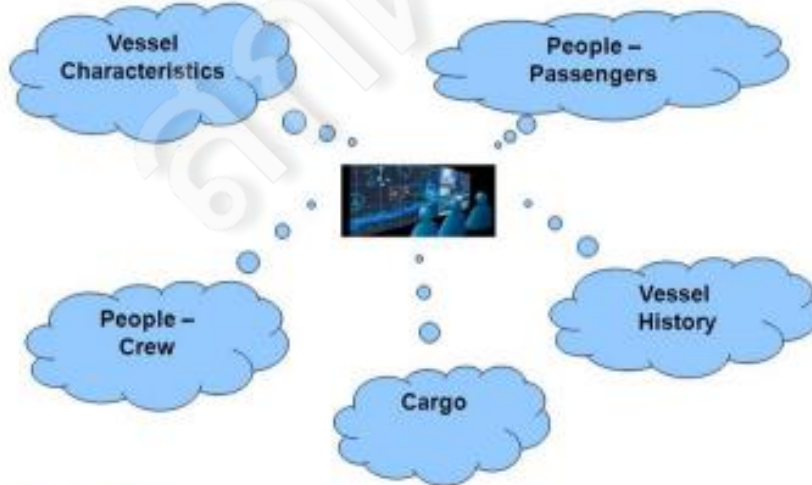 Vessel
Characteristics
People –
Passengers
People –
Crew
Vessel
History
Cargo